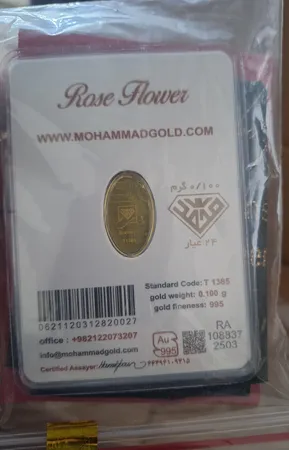 Rose Flower
WWW.MOHAMMADGOLD.COM
۰/۱۰۰ گرم
۲۴ عیار
Standard Code: T 1365
gold weight: 0.100 g
gold fineness: 995
0621120312820027
office : +982122073207
info@mohammadgold.com
Certified Assayer:
Au
995
RA
108837
2503